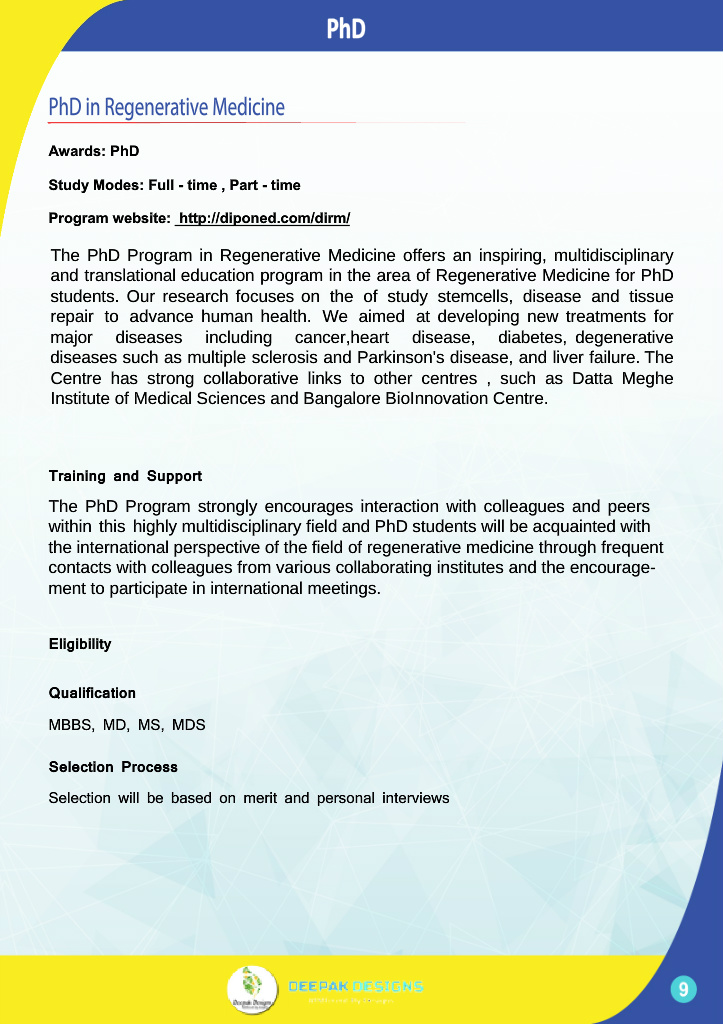 PhD
PhD in Regenerative Medicine
Awards: PhD
Study Modes: Full - time , Part - time
Program website: http://diponed.com/dirm/
The PhD Program in Regenerative Medicine offers an inspiring, multidisciplinary
and translational education program in the area of Regenerative Medicine for PhD
students. Our research focuses on the of study stemcells, disease and tissue
repair to advance human health. We aimed at developing new treatments for
major diseases including cancer,heart disease, diabetes, degenerative
diseases such as multiple sclerosis and Parkinson's disease, and liver failure. The
Centre has strong collaborative links to other centres , such as Datta Meghe
Institute of Medical Sciences and Bangalore BioInnovation Centre.
Training and Support
The PhD Program strongly encourages interaction with colleagues and peers
within this highly multidisciplinary field and PhD students will be acquainted with
the international perspective of the field of regenerative medicine through frequent
contacts with colleagues from various collaborating institutes and the encourage-
ment to participate in international meetings.
Eligibility
Qualification
MBBS, MD, MS, MDS
Selection Process
Selection will be based on merit and personal interviews
Deepak Designs
DEEPAK DESIGNS
9